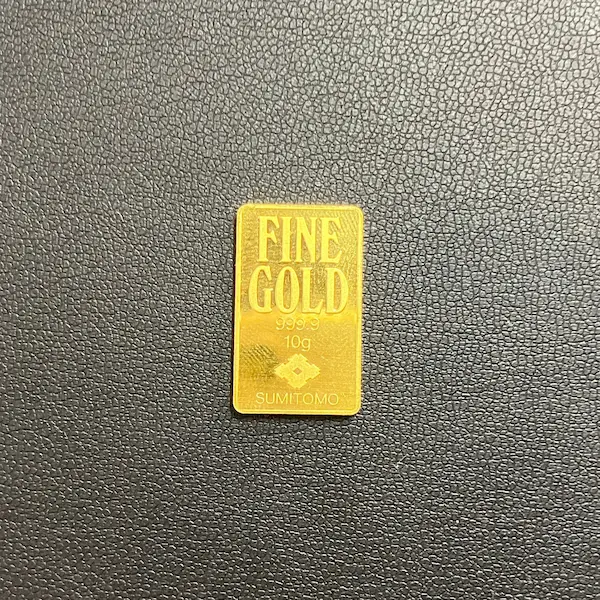 FINE
GOLD
999.9
10g
SUMITOMO